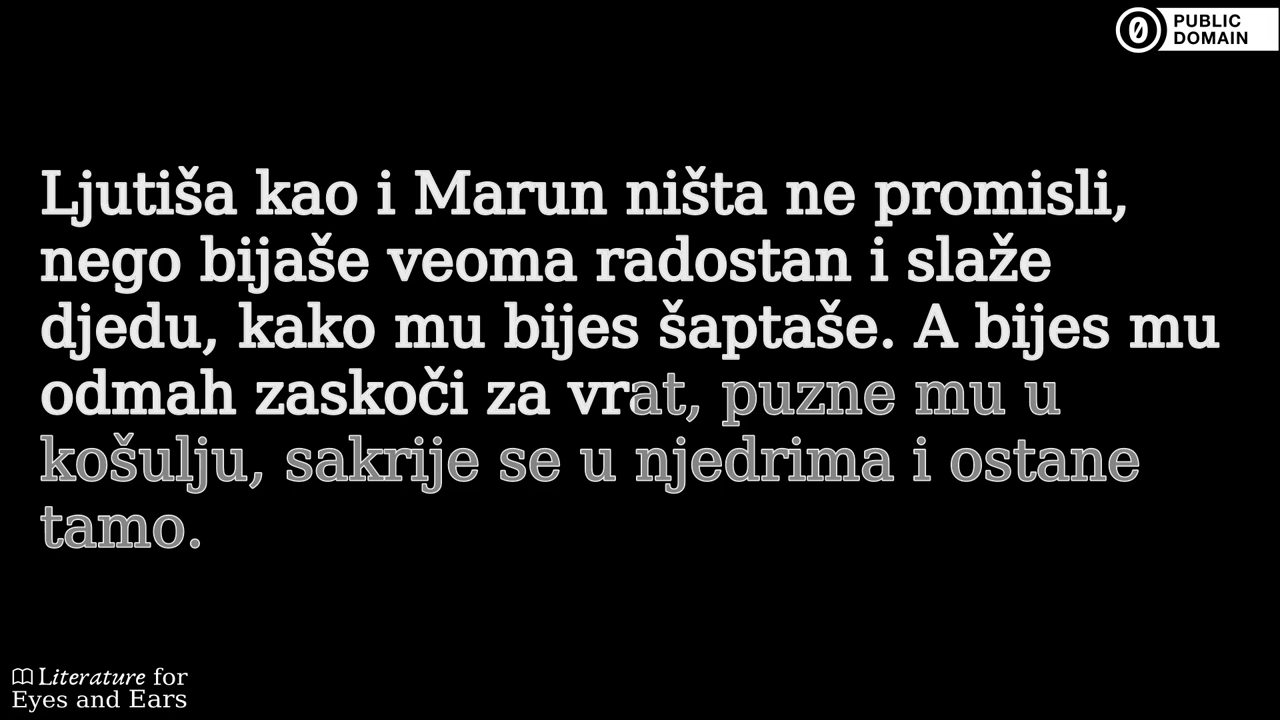 PUBLIC
DOMAIN
Ljutiša kao i Marun ništa ne promisli,
nego bijaše veoma radostan i slaže
djedu, kako mu bijes šaptaše. A bijes mu
odmah zaskoči za vrat, puzne mu u
košulju, sakrije se u njedrima i ostane
tamo.
Literature for
Eyes and Ears